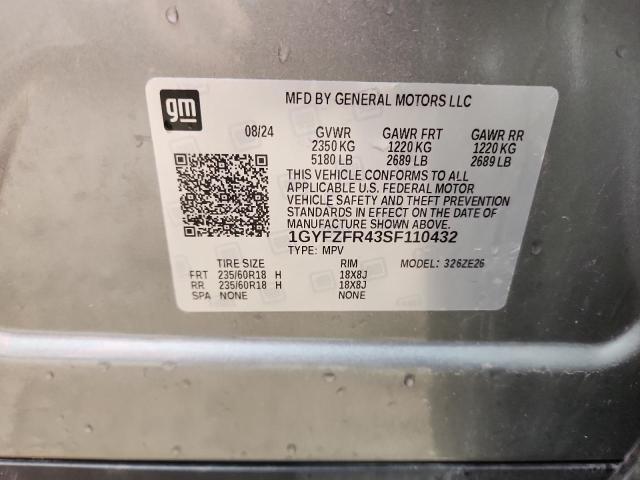 gm
MFD BY GENERAL MOTORS LLC
08/24 GVWR GAWR FRT GAWR RR
2350 KG 1220 KG 1220 KG
5180 LB 2689 LB 2689 LB
THIS VEHICLE CONFORMS TO ALL
APPLICABLE U.S. FEDERAL MOTOR
VEHICLE SAFETY AND THEFT PREVENTION
STANDARDS IN EFFECT ON THE DATE OF
MANUFACTURE SHOWN ABOVE.
1GYFZFR43SF110432
TYPE: MPV
TIRE SIZE RIM MODEL: 326ZE26
FRT 235/60R18 H 18X8J
RR 235/60R18 H 18X8J
SPA NONE NONE